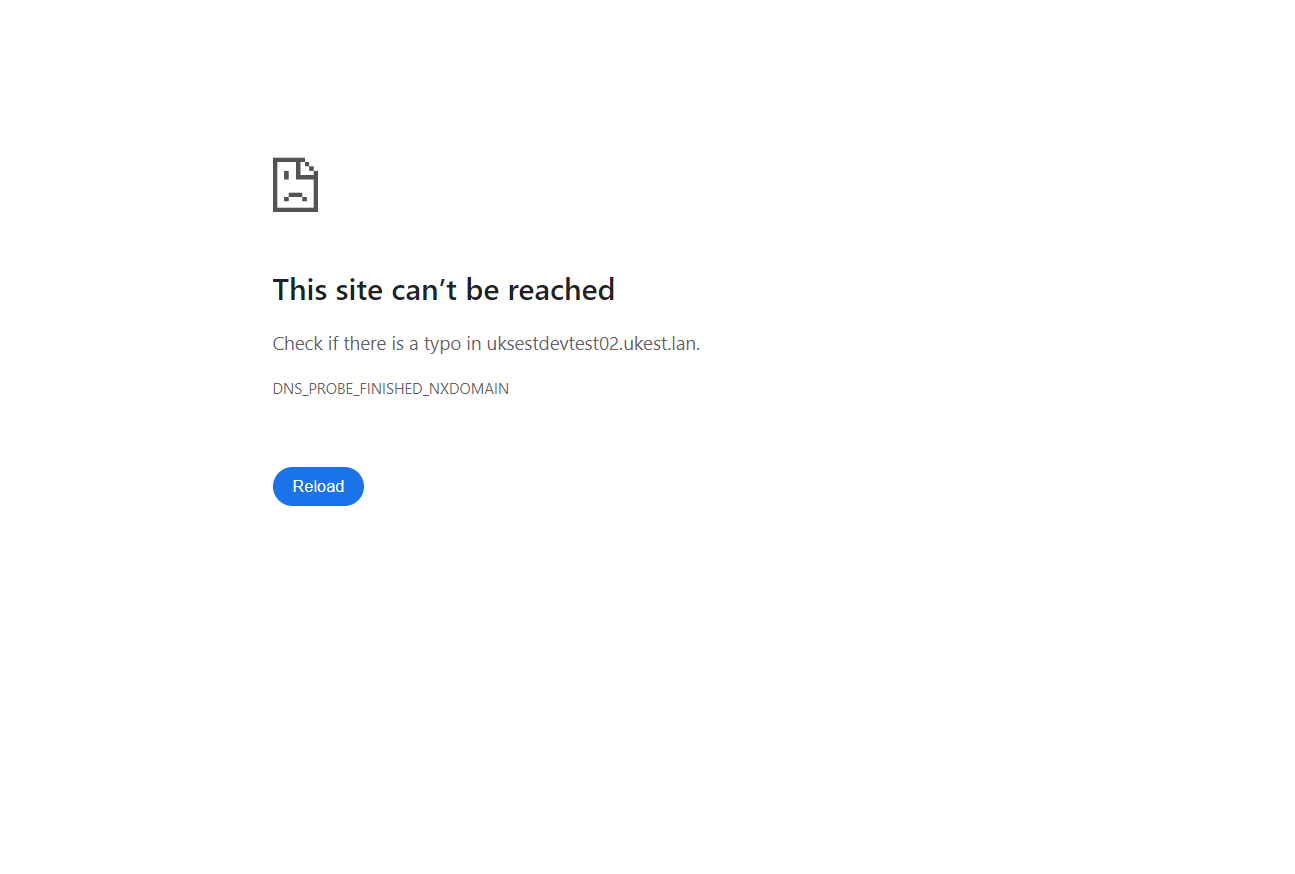 This site can’t be reached
Check if there is a typo in uksestdevtest02.ukest.lan.
DNS_PROBE_FINISHED_NXDOMAIN
Reload